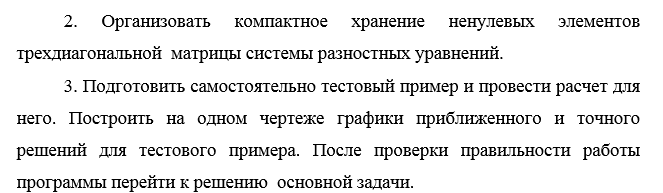 2. Организовать компактное хранение ненулевых элементов
трехдиагональной матрицы системы разностных уравнений.
3. Подготовить самостоятельно тестовый пример и провести расчет для
него. Построить на одном чертеже графики приближенного и точного
решений для тестового примера. После проверки правильности работы
программы перейти к решению основной задачи.